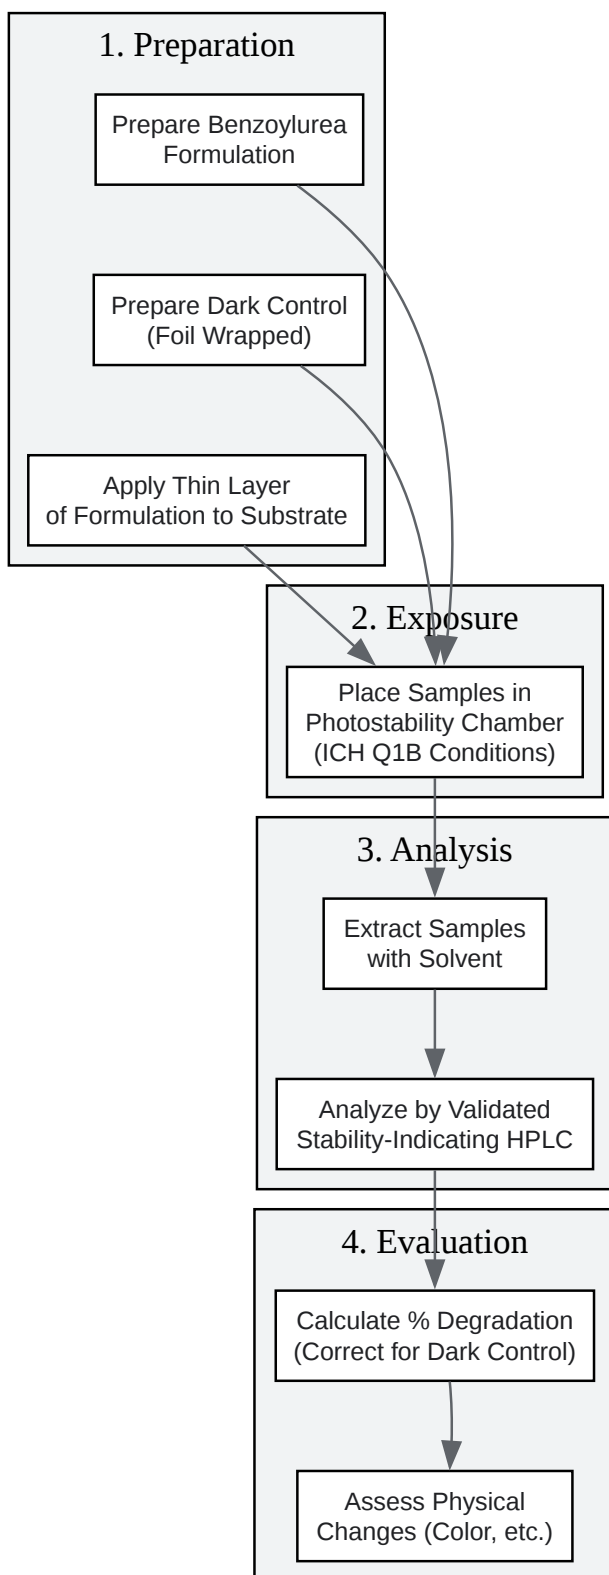 1. Preparation
Prepare Benzoylurea
Formulation
Prepare Dark Control
(Foil Wrapped)
Apply Thin Layer
of Formulation to Substrate
2. Exposure
Place Samples in
Photostability Chamber
(ICH Q1B Conditions)
3. Analysis
Extract Samples
with Solvent
Analyze by Validated
Stability-Indicating HPLC
4. Evaluation
Calculate % Degradation
(Correct for Dark Control)
Assess Physical
Changes (Color, etc.)